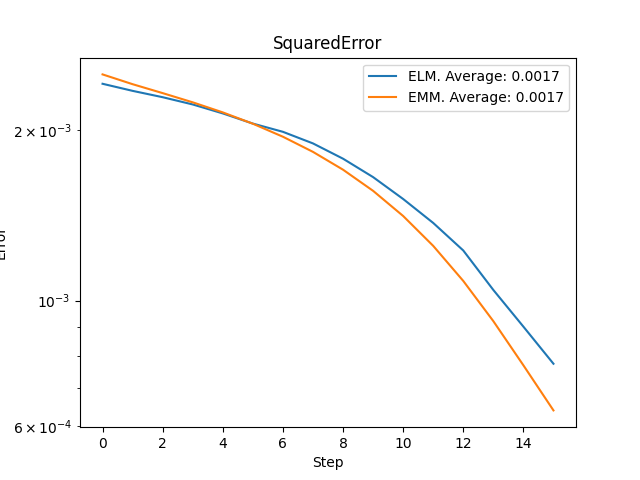 SquaredError
ELM. Average: 0.0017
EMM. Average: 0.0017
2 × 10⁻³
10⁻³
6 × 10⁻⁴
Error
0 2 4 6 8 10 12 14
Step